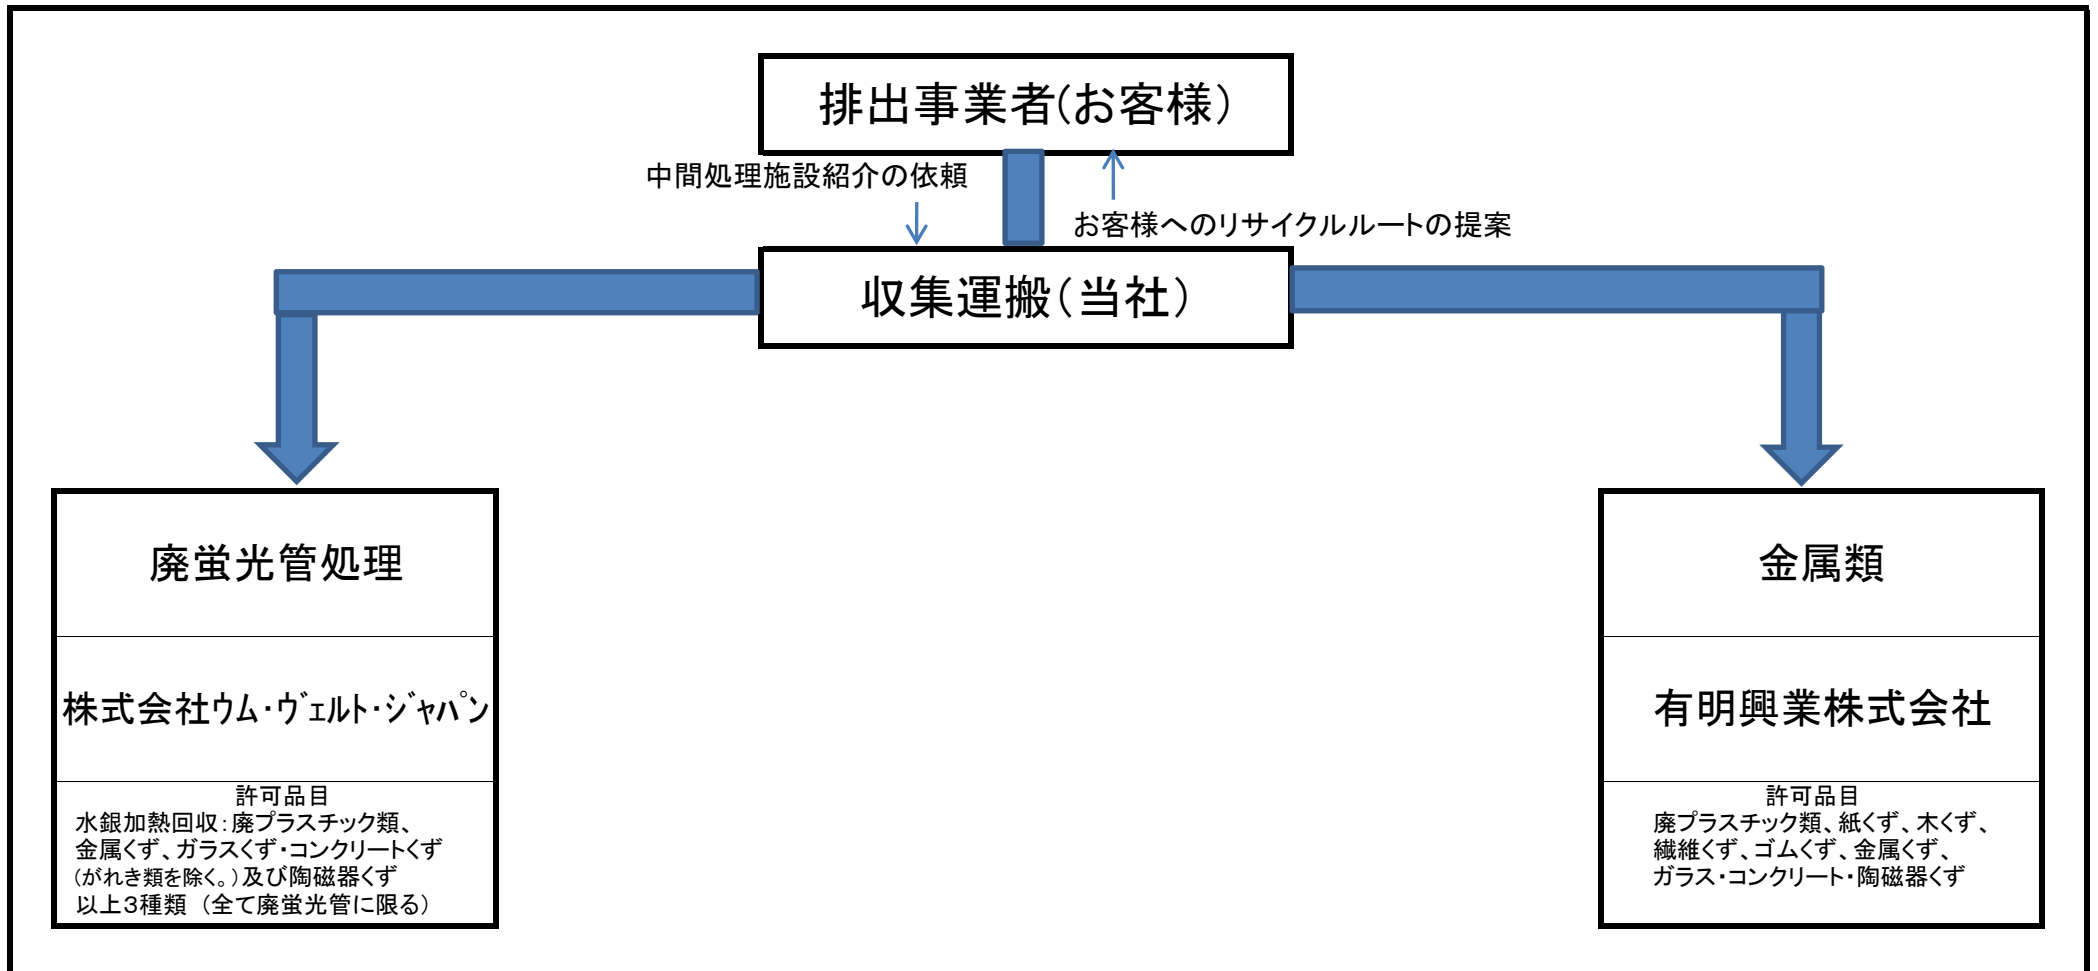 排出事業者(お客様）
中間処理施設紹介の依頼
お客様へのリサイクルルートの提案
収集運搬（当社）
廃蛍光管処理
株式会社ｳﾑ･ｳﾞｪﾙﾄ･ｼﾞｬﾊﾟﾝ
許可品目
水銀加熱回収：廃プラスチック類、
金属くず、ガラスくず・コンクリートくず
（がれき類を除く。）及び陶磁器くず
以上3種類　（全て廃蛍光管に限る）
金属類
有明興業株式会社
許可品目
廃プラスチック類、紙くず、木くず、
繊維くず、ゴムくず、金属くず、
ガラス・コンクリート・陶磁器くず